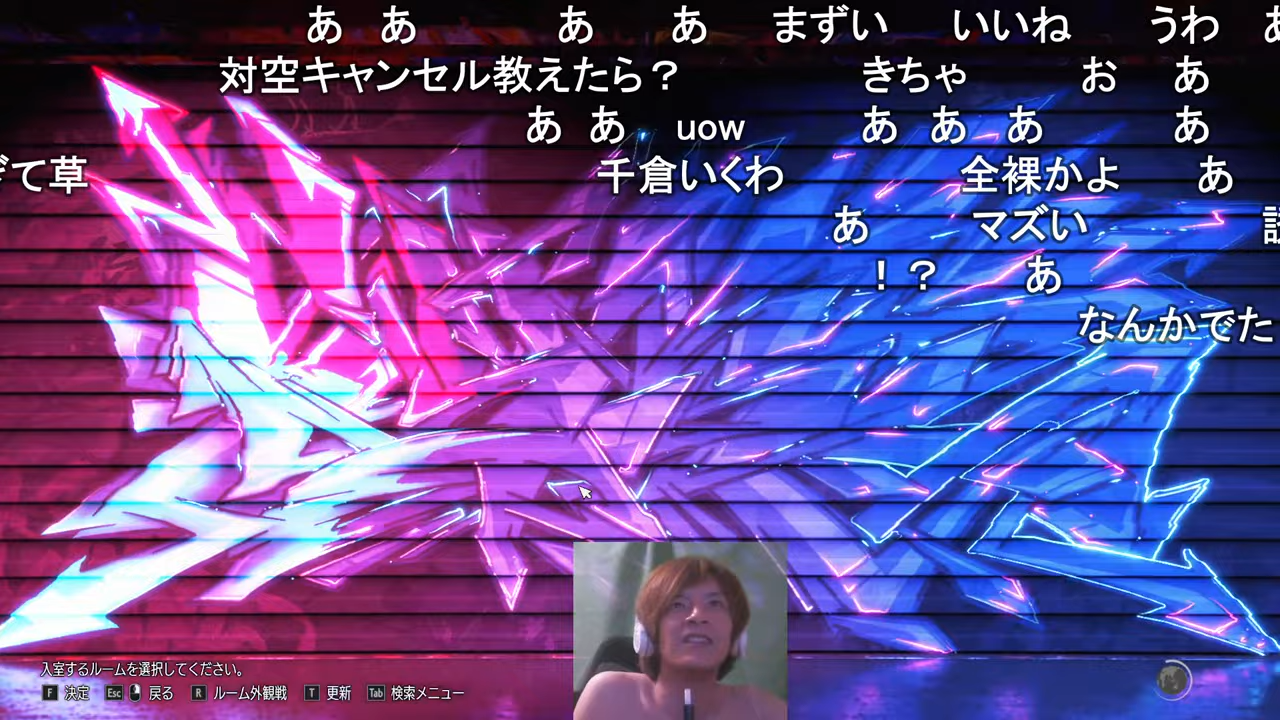 あ あ あ あ まずい いいね うわ あ
対空キャンセル教えたら？ きちゃ お あ
あ あ uow あ あ あ あ
ぎて草 千倉いくわ 全裸かよ あ
あ マズい
！？ あ
なんかでた
入室するルームを選択してください。
F 決定 Esc 戻る R ルーム外観戦 T 更新 Tab 検索メニュー